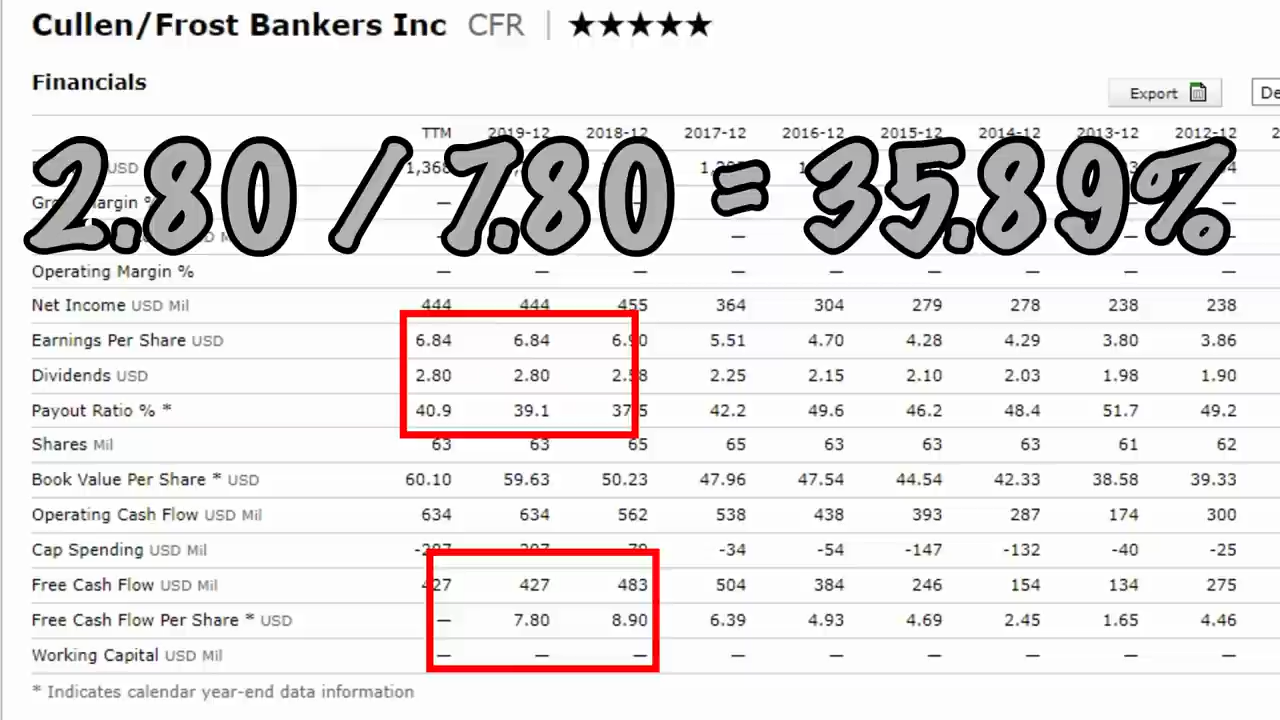 Cullen/Frost Bankers Inc CFR | ★★★★★
Financials
Export
TTM 2019-12 2018-12 2017-12 2016-12 2015-12 2014-12 2013-12 2012-12
2.80 / 7.80 = 35.89%
USD
Operating Margin % — — — — — — — — —
Net Income USD Mil 444 444 455 364 304 279 278 238 238
Earnings Per Share USD 6.84 6.84 6.90 5.51 4.70 4.28 4.29 3.80 3.86
Dividends USD 2.80 2.80 2.58 2.25 2.15 2.10 2.03 1.98 1.90
Payout Ratio % * 40.9 39.1 37.5 42.2 49.6 46.2 48.4 51.7 49.2
Shares Mil 63 63 65 65 63 63 63 61 62
Book Value Per Share * USD 60.10 59.63 50.23 47.96 47.54 44.54 42.33 38.58 39.33
Operating Cash Flow USD Mil 634 634 562 538 438 393 287 174 300
Cap Spending USD Mil -34 -54 -147 -132 -40 -25
Free Cash Flow USD Mil 427 427 483 504 384 246 154 134 275
Free Cash Flow Per Share * USD — 7.80 8.90 6.39 4.93 4.69 2.45 1.65 4.46
Working Capital USD Mil — — — — — — — — —
* Indicates calendar year-end data information